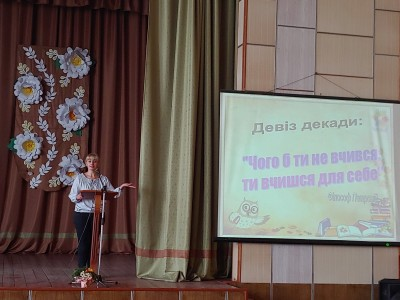 Девіз декади:
"Чого б ти не вчився,
ти вчишся для себе"